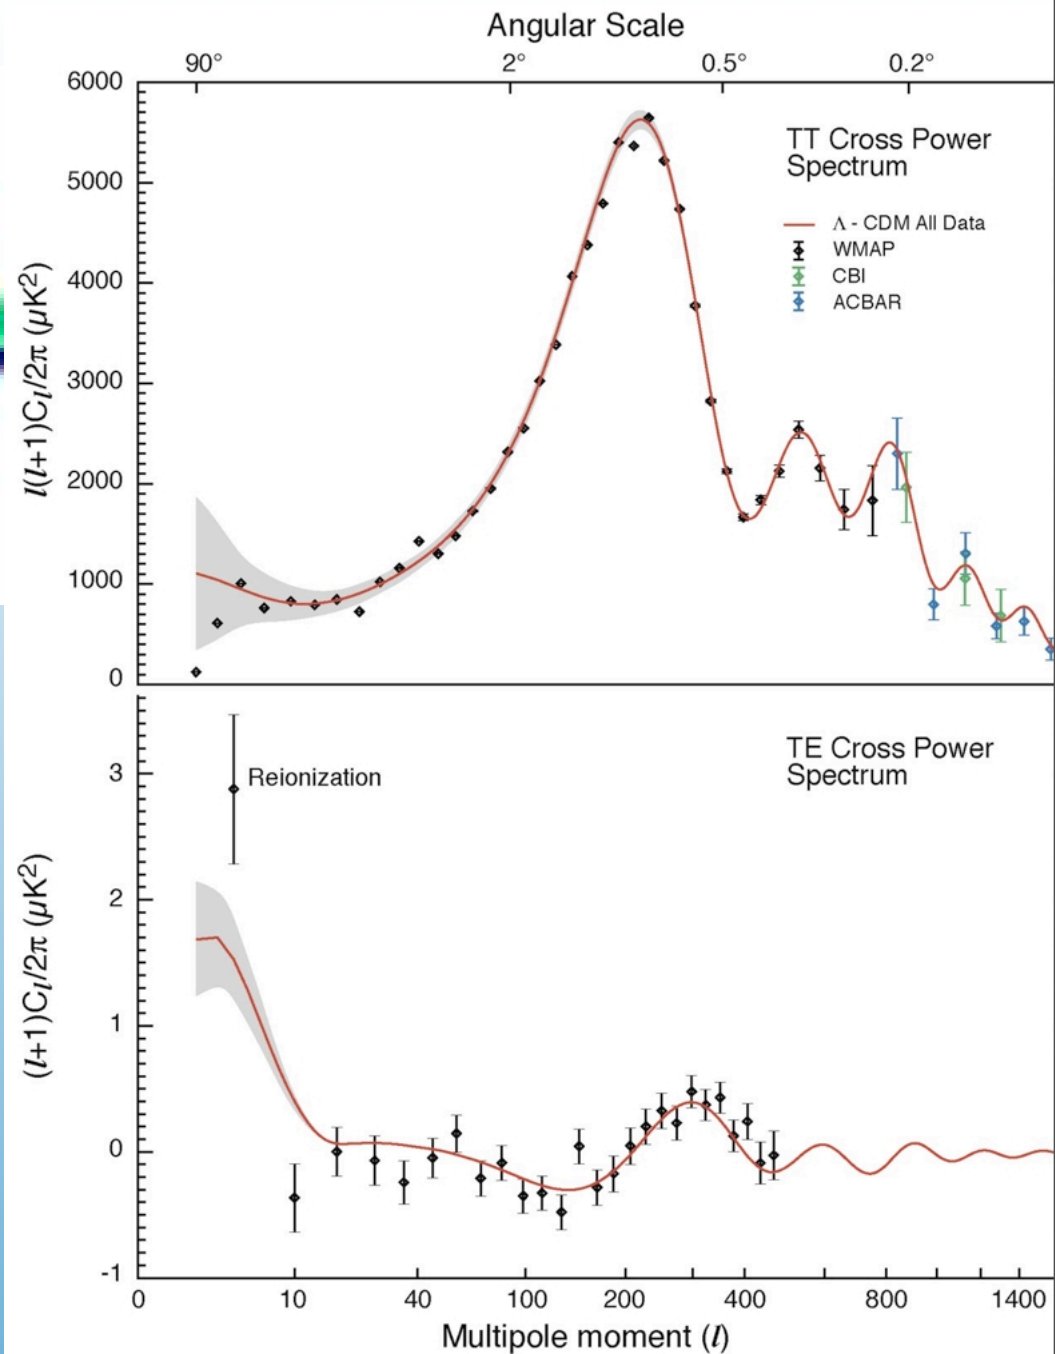 Angular Scale
90° 2° 0.5° 0.2°
6000
5000
4000
3000
2000
1000
0
l(l+1)Cl/2π (μK²)
TT Cross Power
Spectrum
Λ - CDM All Data
WMAP
CBI
ACBAR
TE Cross Power
Spectrum
Reionization
3
2
1
0
-1
(l+1)Cl/2π (μK²)
0 10 40 100 200 400 800 1400
Multipole moment (l)